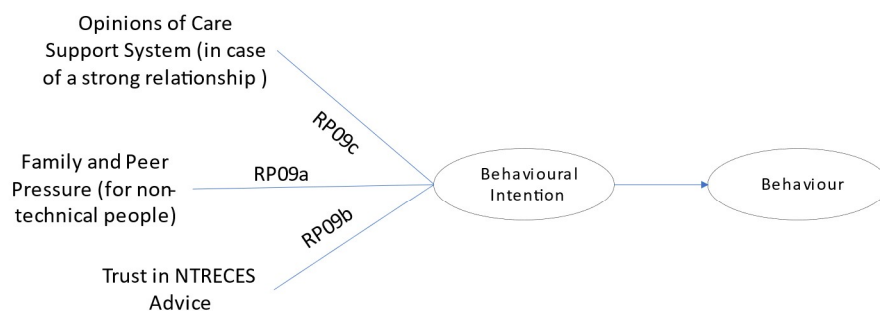 Opinions of Care
Support System (in case
of a strong relationship )
RP09c
Family and Peer
Pressure (for non-
technical people)
RP09a
Behavioural
Intention
Behaviour
RP09b
Trust in NTRECES
Advice